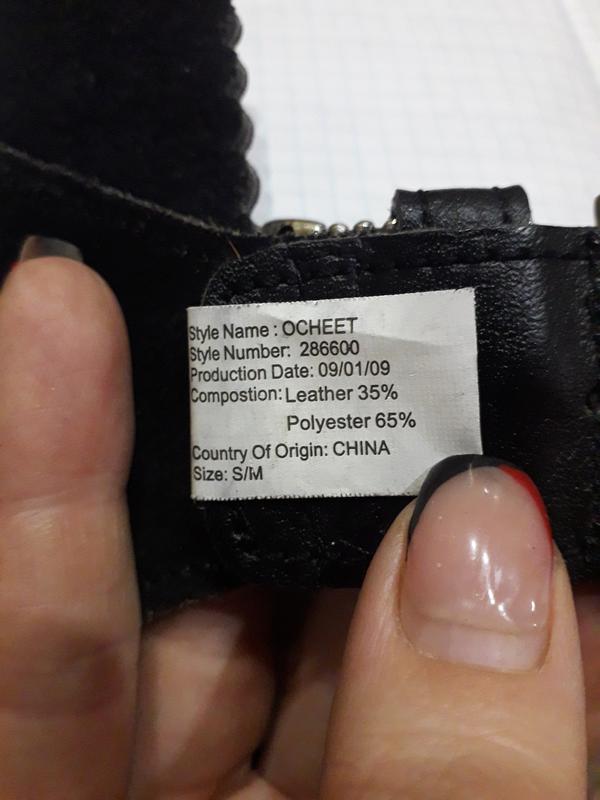 Style Name : OCHEET
Style Number: 286600
Production Date: 09/01/09
Compostion: Leather 35%
Polyester 65%
Country Of Origin: CHINA
Size: S/M